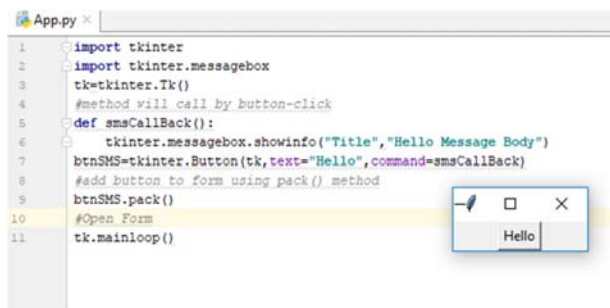 App.py
1 import tkinter
2 import tkinter.messagebox
3 tk=tkinter.Tk()
4 #method will call by button-click
5 def smsCallBack():
6 tkinter.messagebox.showinfo("Title","Hello Message Body")
7 btnSMS=tkinter.Button(tk,text="Hello",command=smsCallBack)
8 #add button to form using pack() method
9 btnSMS.pack()
10 #Open Form
11 tk.mainloop()
Hello